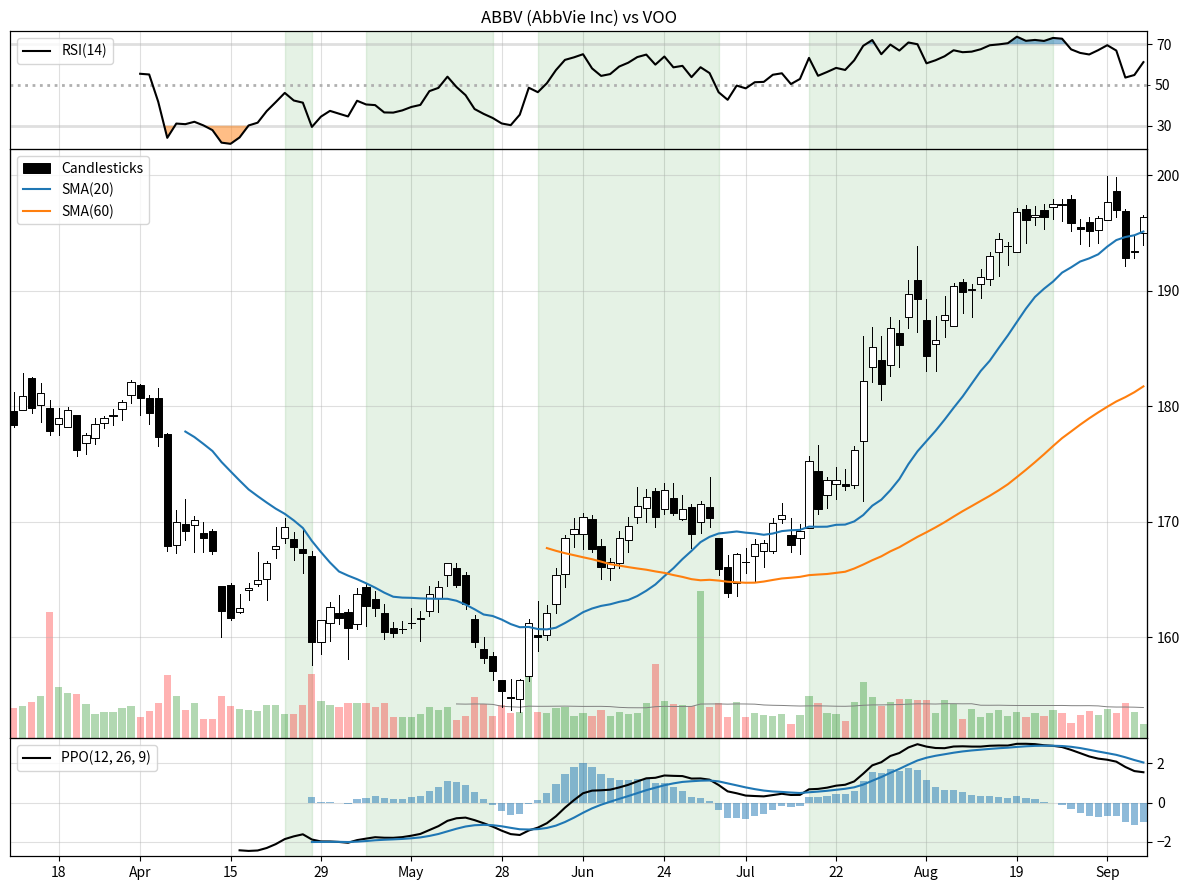 ABBV (AbbVie Inc) vs VOO
RSI(14)
70
50
30
Candlesticks
SMA(20)
SMA(60)
200
190
180
170
160
PPO(12, 26, 9)
2
0
−2
18 Apr 15 29 May 28 Jun 24 Jul 22 Aug 19 Sep